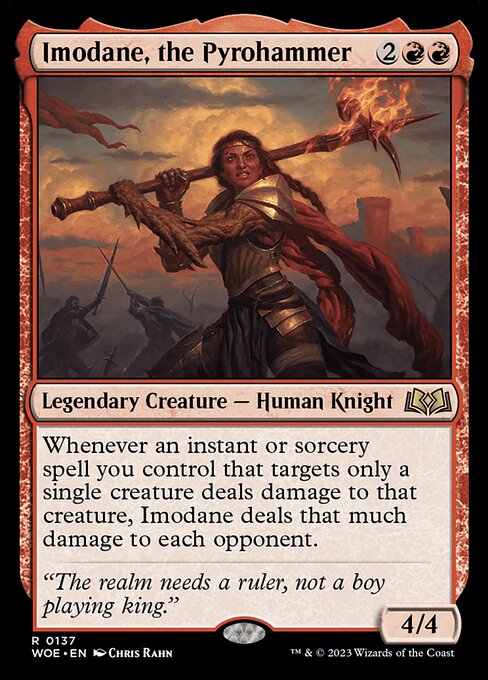 Imodane, the Pyrohammer 2
Legendary Creature — Human Knight
Whenever an instant or sorcery
spell you control that targets only a
single creature deals damage to that
creature, Imodane deals that much
damage to each opponent.
“The realm needs a ruler, not a boy
playing king.”
4/4
R 0137
WOE • EN Chris Rahn
™ & © 2023 Wizards of the Coast